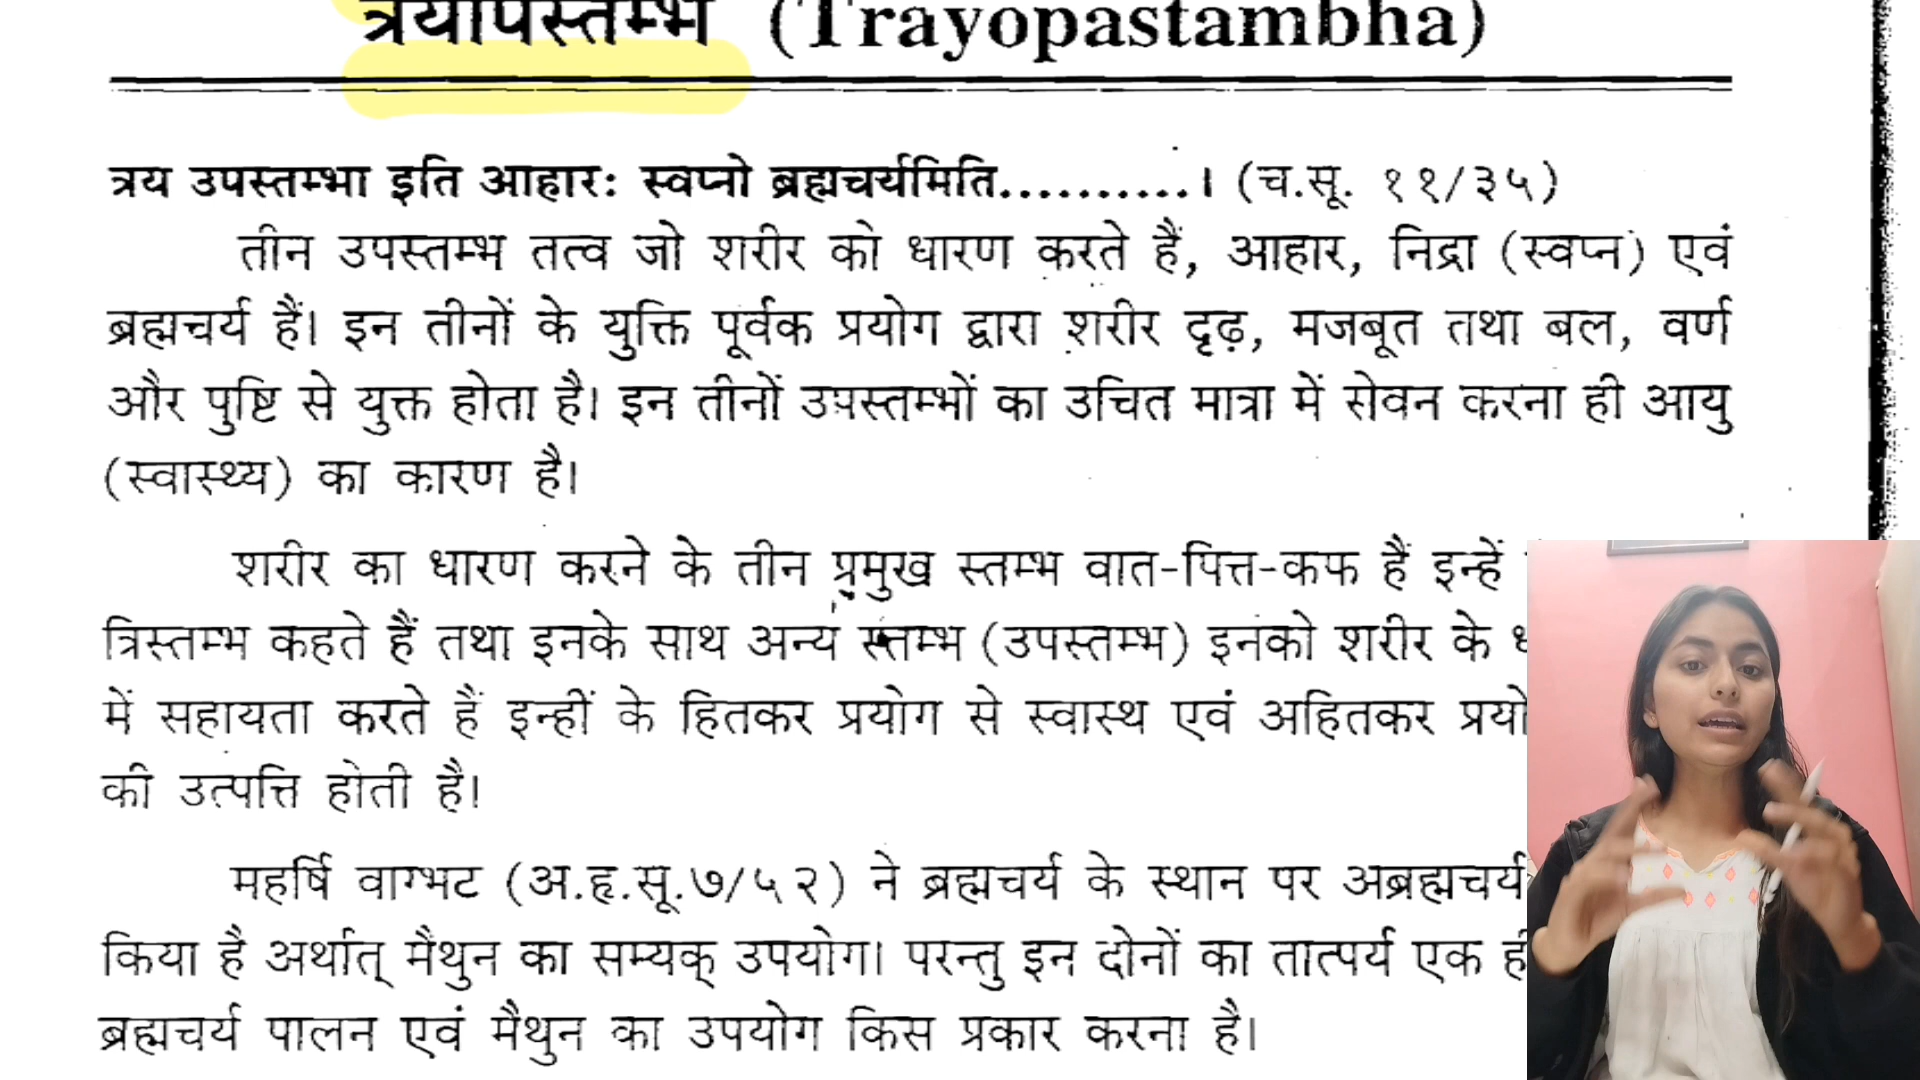 त्रयोपस्तम्भ (Trayopastambha)
त्रय उपस्तम्भा इति आहारः स्वप्नो ब्रह्मचर्यमिति..........। (च.सू. ११/३५)
तीन उपस्तम्भ तत्व जो शरीर को धारण करते हैं, आहार, निद्रा (स्वप्न) एवं
ब्रह्मचर्य हैं। इन तीनों के युक्ति पूर्वक प्रयोग द्वारा शरीर दृढ़, मजबूत तथा बल, वर्ण
और पुष्टि से युक्त होता है। इन तीनों उपस्तम्भों का उचित मात्रा में सेवन करना ही आयु
(स्वास्थ्य) का कारण है।
शरीर का धारण करने के तीन प्रमुख स्तम्भ वात-पित्त-कफ हैं इन्हें
त्रिस्तम्भ कहते हैं तथा इनके साथ अन्य स्तम्भ (उपस्तम्भ) इनको शरीर के
में सहायता करते हैं इन्हीं के हितकर प्रयोग से स्वास्थ एवं अहितकर
की उत्पत्ति होती है।
महर्षि वाग्भट (अ.हृ.सू.७/५२) ने ब्रह्मचर्य के स्थान पर अब्रह्मचर्य
किया है अर्थात् मैथुन का सम्यक् उपयोग। परन्तु इन दोनों का तात्पर्य एक
ब्रह्मचर्य पालन एवं मैथुन का उपयोग किस प्रकार करना है।